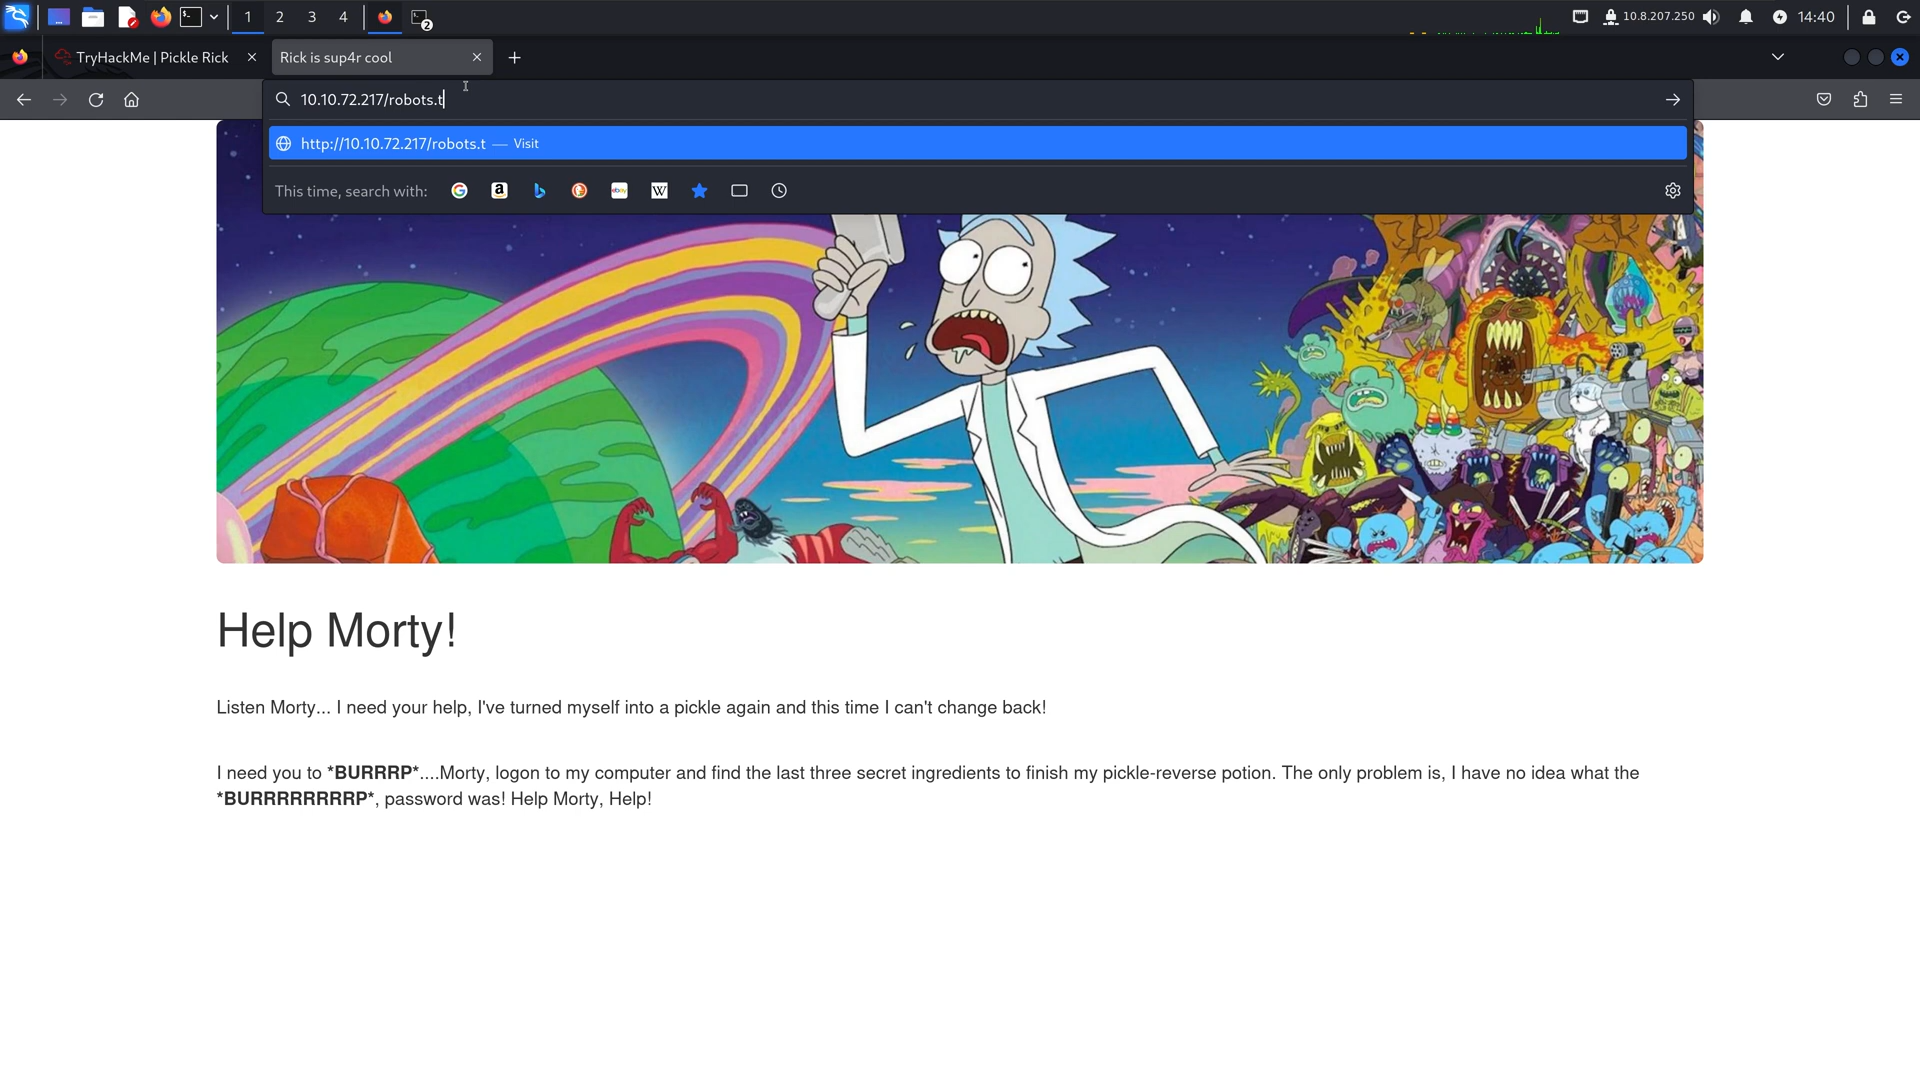 1 2 3 4 2 10.8.207.250 14:40
TryHackMe | Pickle Rick Rick is sup4r cool
10.10.72.217/robots.t
http://10.10.72.217/robots.t — Visit
This time, search with:
Help Morty!
Listen Morty... I need your help, I've turned myself into a pickle again and this time I can't change back!
I need you to *BURRRP*....Morty, logon to my computer and find the last three secret ingredients to finish my pickle-reverse potion. The only problem is, I have no idea what the
*BURRRRRRRRP*, password was! Help Morty, Help!